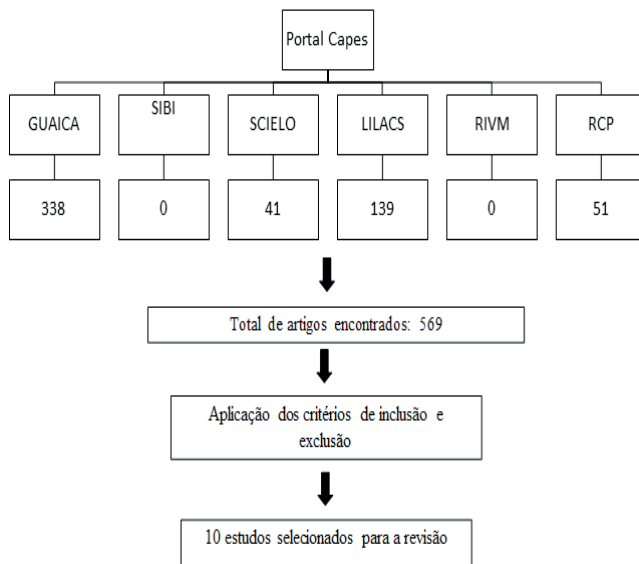 Portal Capes
GUAICA
SIBI
SCIELO
LILACS
RIVM
RCP
338
0
41
139
0
51
Total de artigos encontrados: 569
Aplicação dos critérios de inclusão e
exclusão
10 estudos selecionados para a revisão